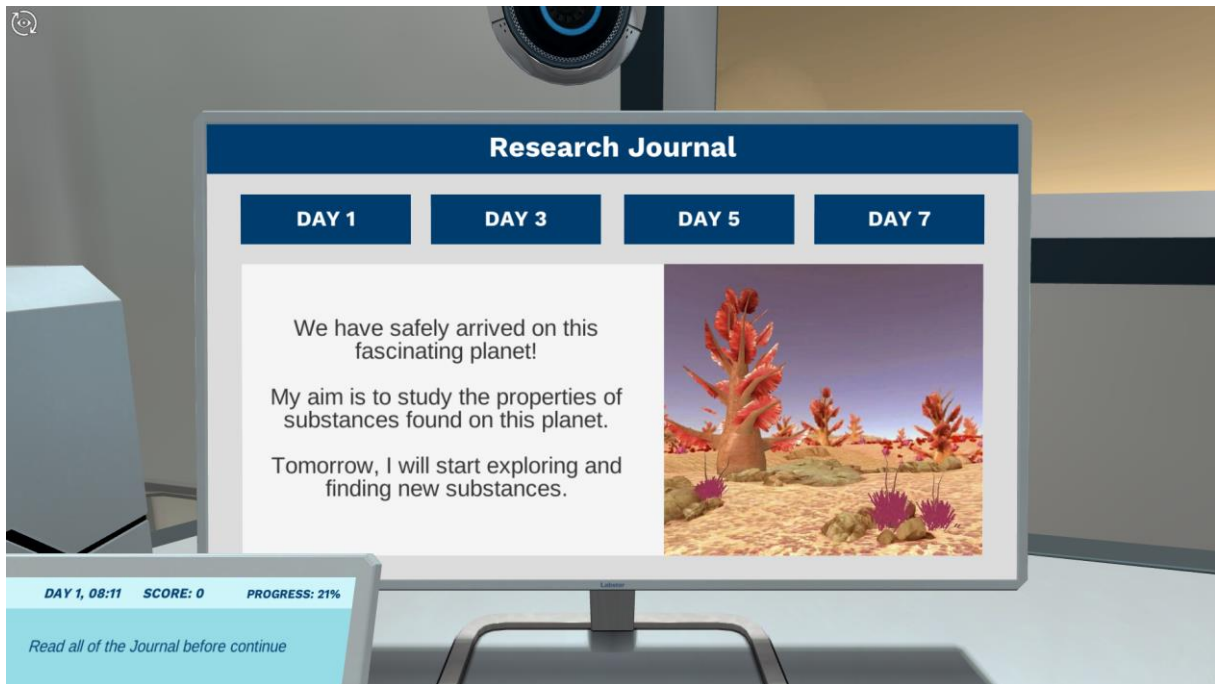 Research Journal
DAY 1
DAY 3
DAY 5
DAY 7
We have safely arrived on this
fascinating planet!
My aim is to study the properties of
substances found on this planet.
Tomorrow, I will start exploring and
finding new substances.
Labster
DAY 1, 08:11 SCORE: 0 PROGRESS: 21%
Read all of the Journal before continue